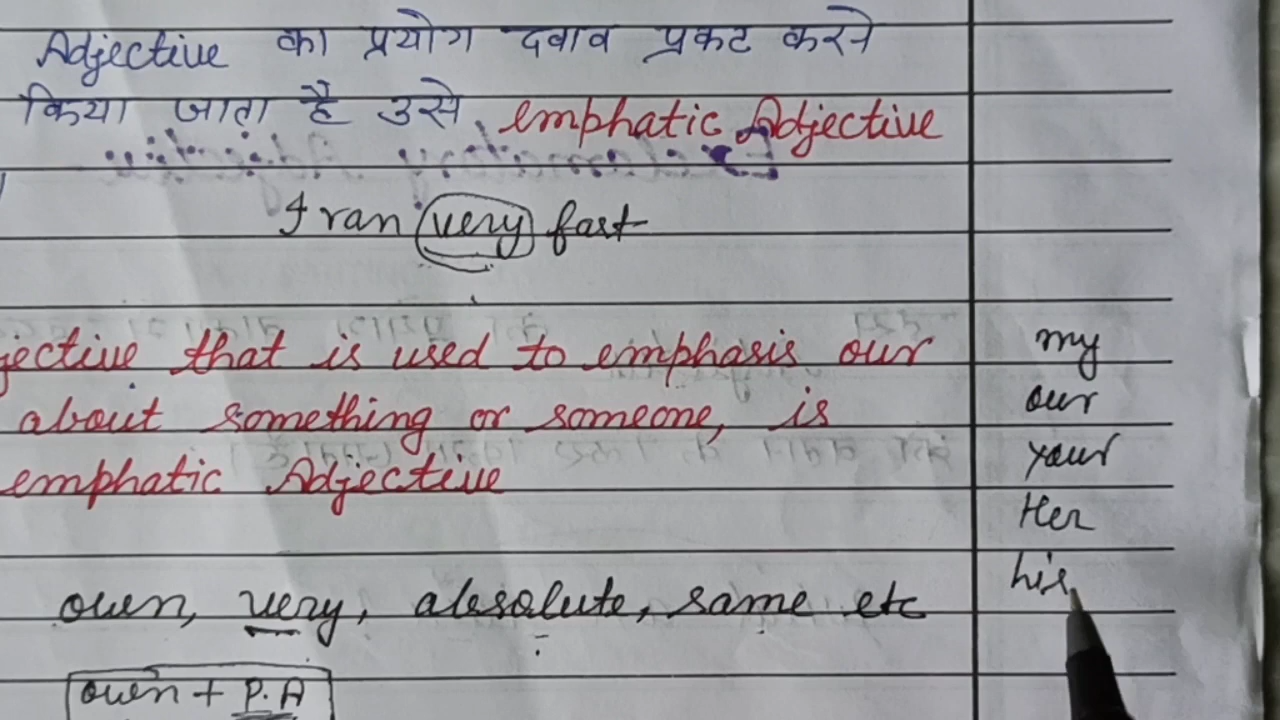 Adjective का प्रयोग दवाव प्रकट करने
किया जाता है उसे emphatic Adjective
I ran very fast
jective that is used to emphasis our
about something or someone, is
emphatic Adjective
own, very, absolute, same etc
own + P.A
my
our
your
Her
his